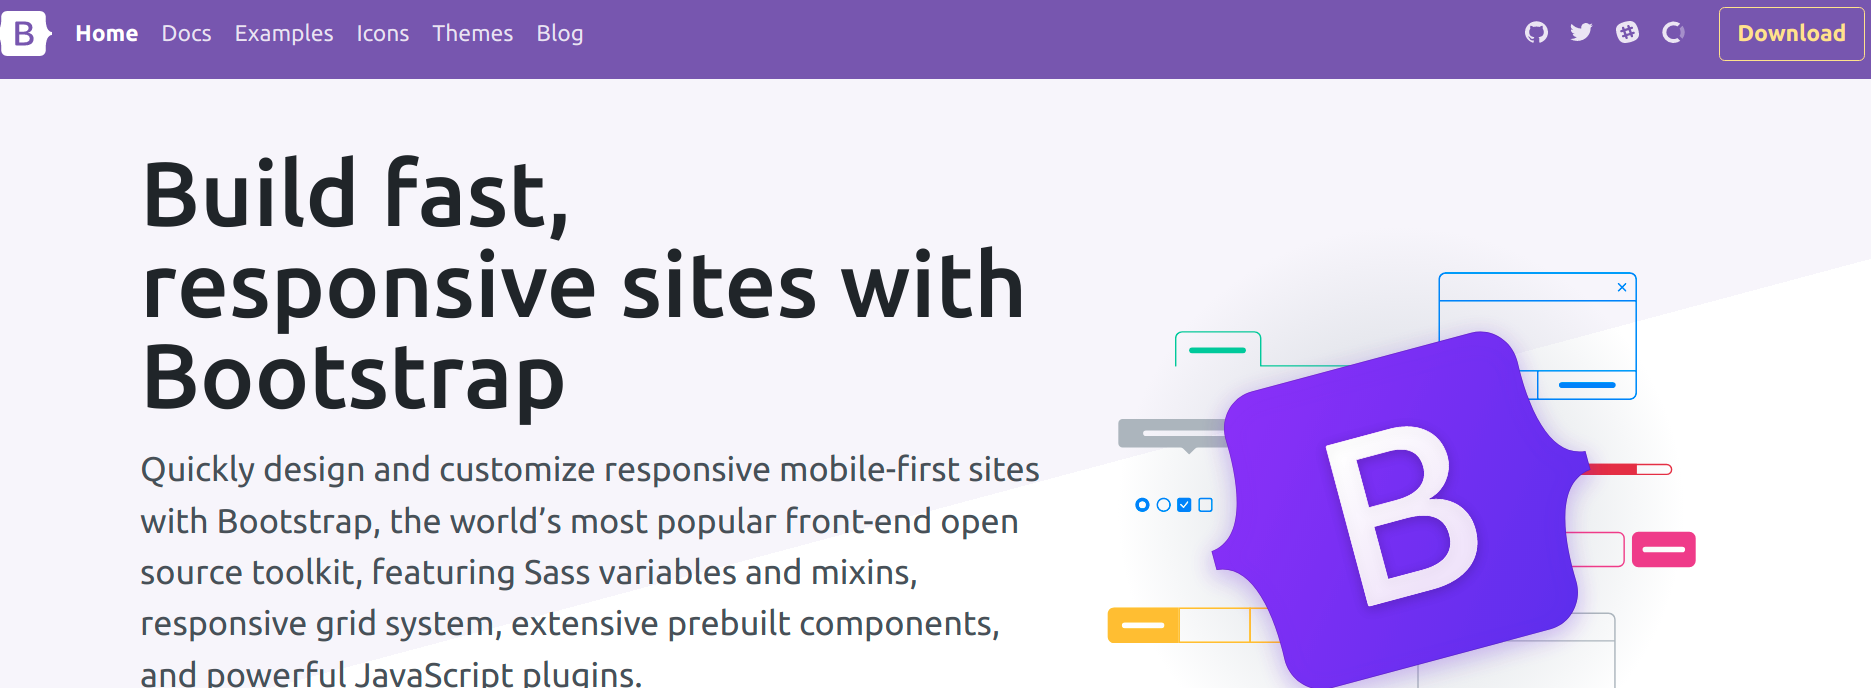 B Home Docs Examples Icons Themes Blog Download
Build fast,
responsive sites with
Bootstrap
Quickly design and customize responsive mobile-first sites
with Bootstrap, the world’s most popular front-end open
source toolkit, featuring Sass variables and mixins,
responsive grid system, extensive prebuilt components,
and powerful JavaScript plugins.
B